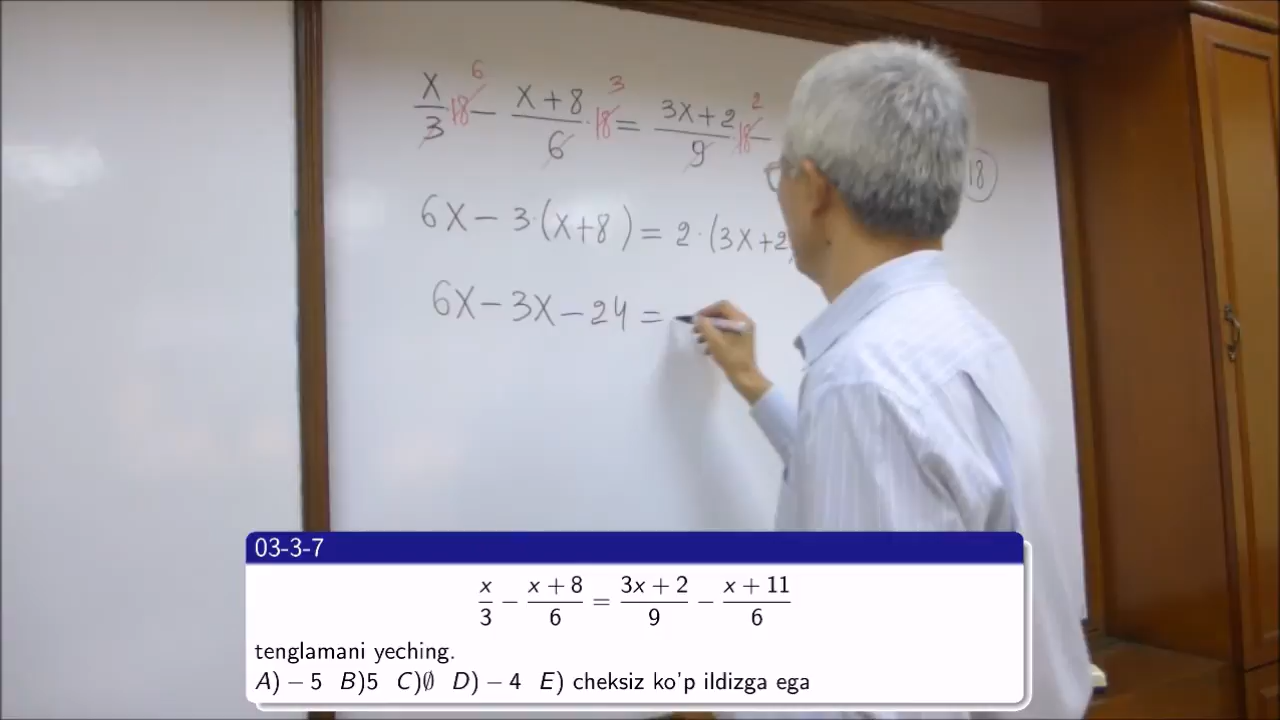 x/3 · 18 6 − x+8/6 · 18 3 = 3x+2/9 18 2 −
18
6x − 3·(x+8) = 2·(3x+2)
6x − 3x − 24 =
03-3-7
x/3 − x+8/6 = 3x+2/9 − x+11/6
tenglamani yeching.
A) − 5 B)5 C)∅ D) − 4 E) cheksiz ko'p ildizga ega